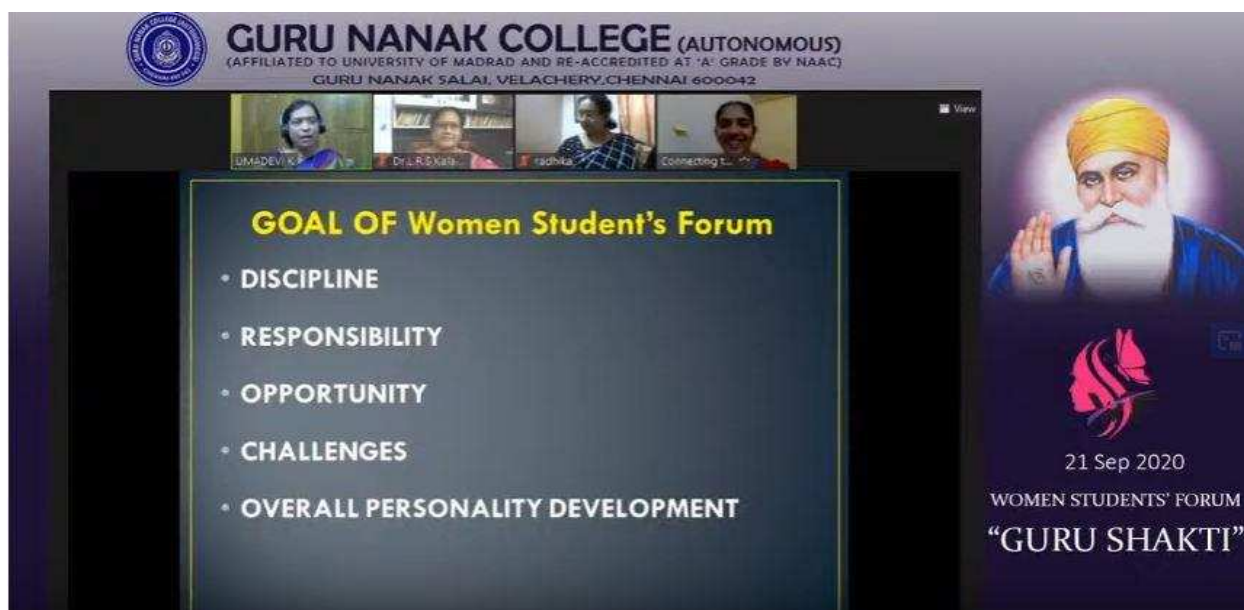 GURU NANAK COLLEGE (AUTONOMOUS)
(AFFILIATED TO UNIVERSITY OF MADRAD AND RE-ACCREDITED AT 'A' GRADE BY NAAC)
GURU NANAK SALAI, VELACHERY,CHENNAI 600042
View
UMADEVI K
Dr.L.R.S Kala
radhika
Connecting t...
GOAL OF Women Student's Forum
• DISCIPLINE
• RESPONSIBILITY
• OPPORTUNITY
• CHALLENGES
• OVERALL PERSONALITY DEVELOPMENT
21 Sep 2020
WOMEN STUDENTS' FORUM
“GURU SHAKTI”